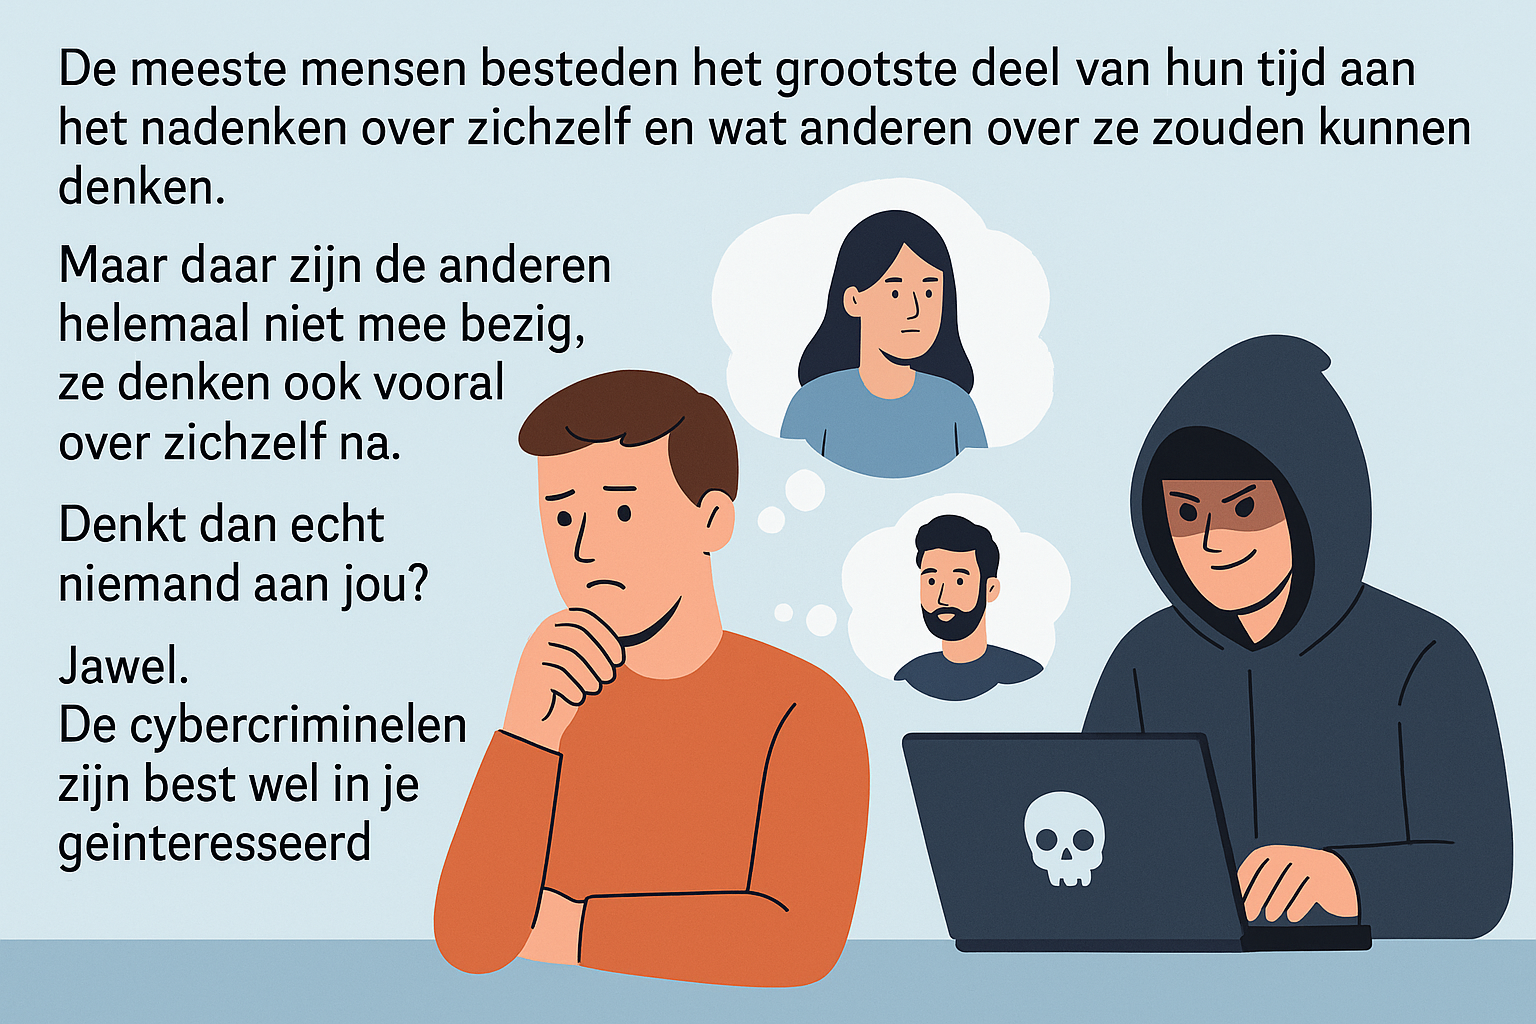 De meeste mensen besteden het grootste deel van hun tijd aan
het nadenken over zichzelf en wat anderen over ze zouden kunnen
denken.
Maar daar zijn de anderen
helemaal niet mee bezig,
ze denken ook vooral
over zichzelf na.
Denkt dan echt
niemand aan jou?
Jawel.
De cybercriminelen
zijn best wel in je
geinteresseerd